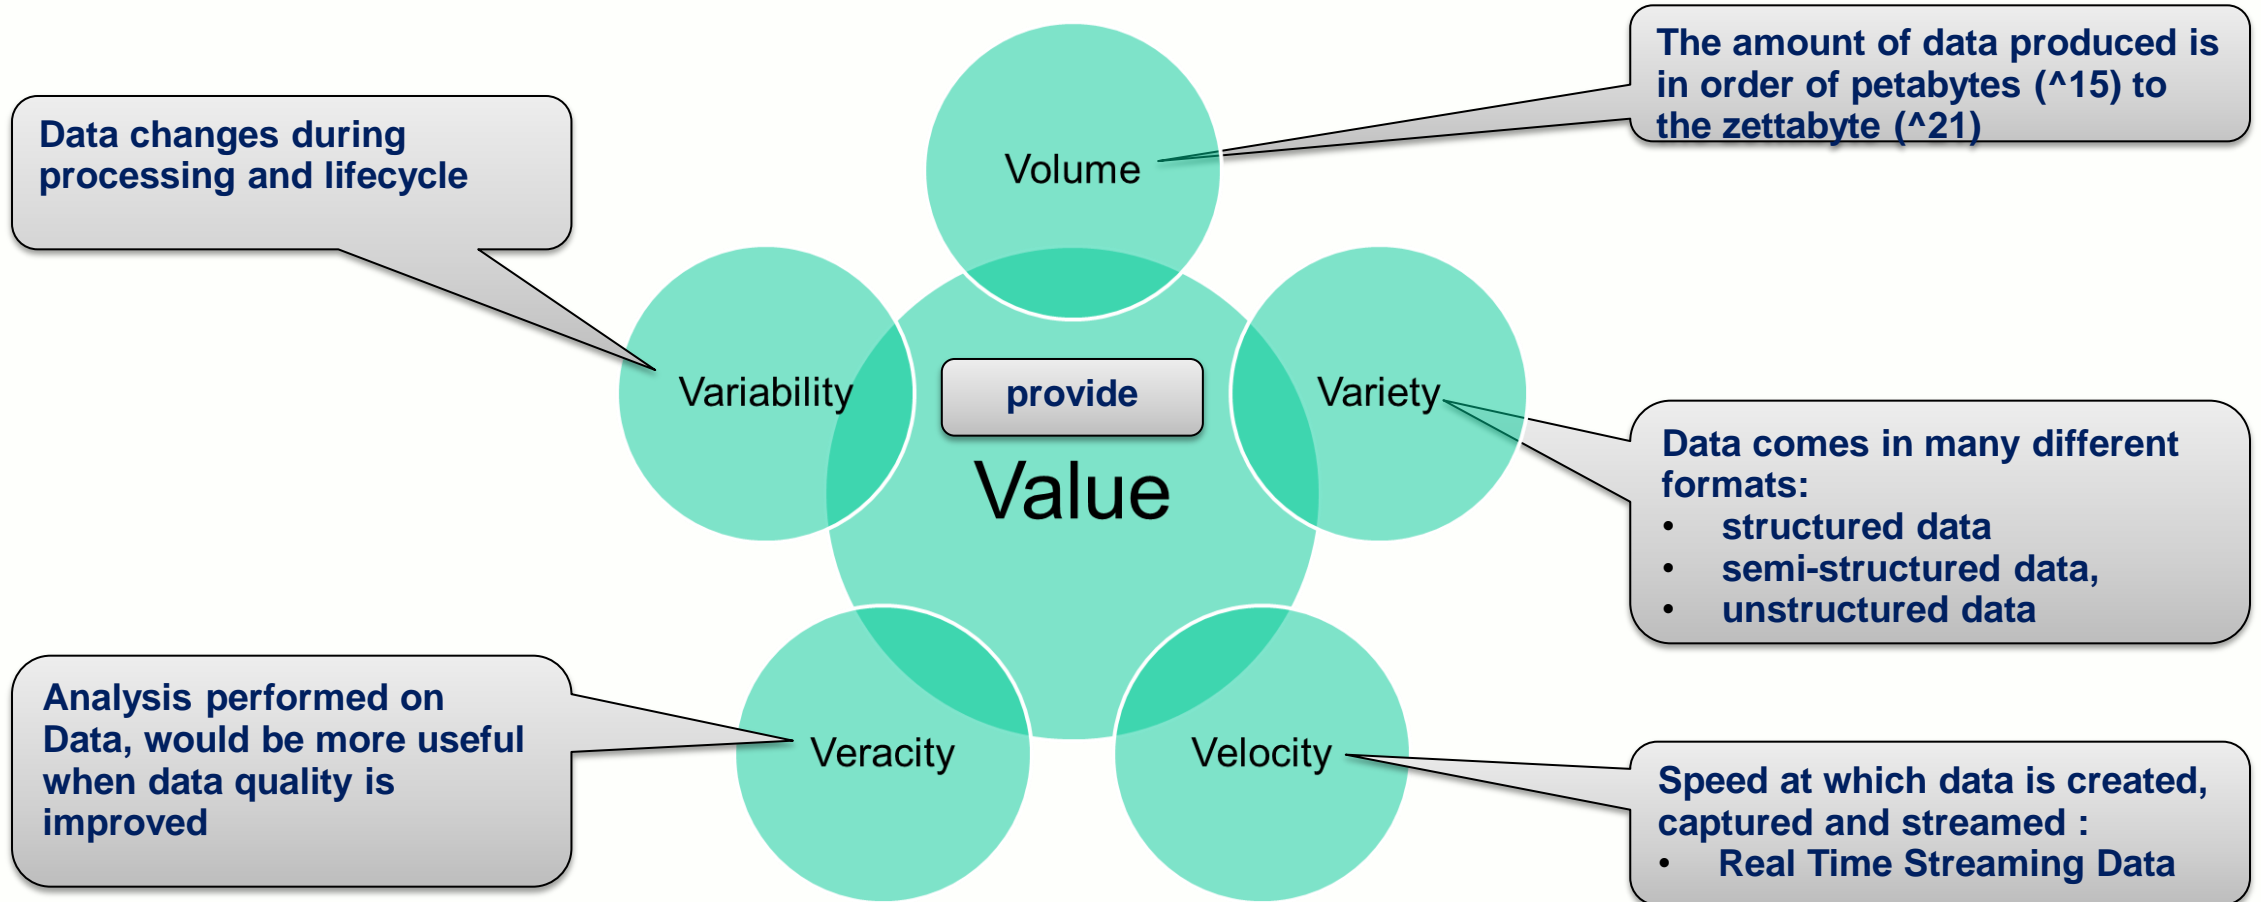 The amount of data produced is
in order of petabytes (^15) to
the zettabyte (^21)
Data changes during
processing and lifecycle
Volume
Variability
provide
Variety
Value
Data comes in many different
formats:
• structured data
• semi-structured data,
• unstructured data
Analysis performed on
Data, would be more useful
when data quality is
improved
Veracity
Velocity
Speed at which data is created,
captured and streamed :
• Real Time Streaming Data